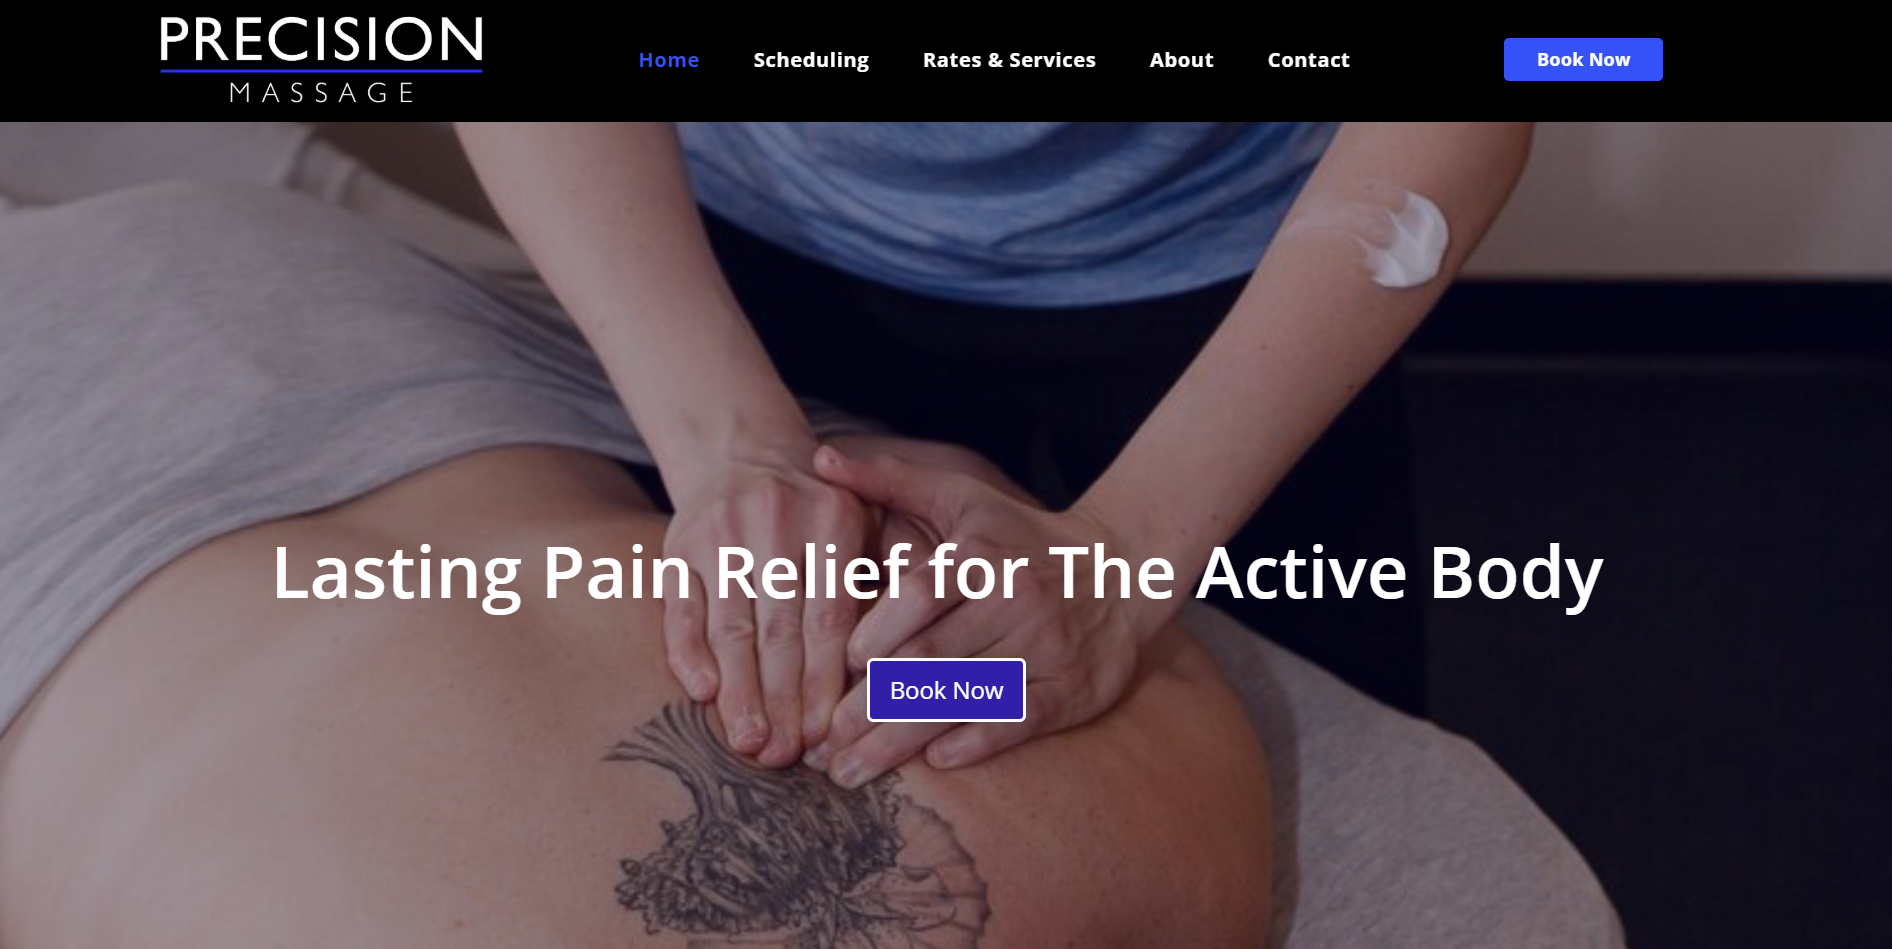 PRECISION
MASSAGE
Home
Scheduling
Rates & Services
About
Contact
Book Now
Lasting Pain Relief for The Active Body
Book Now